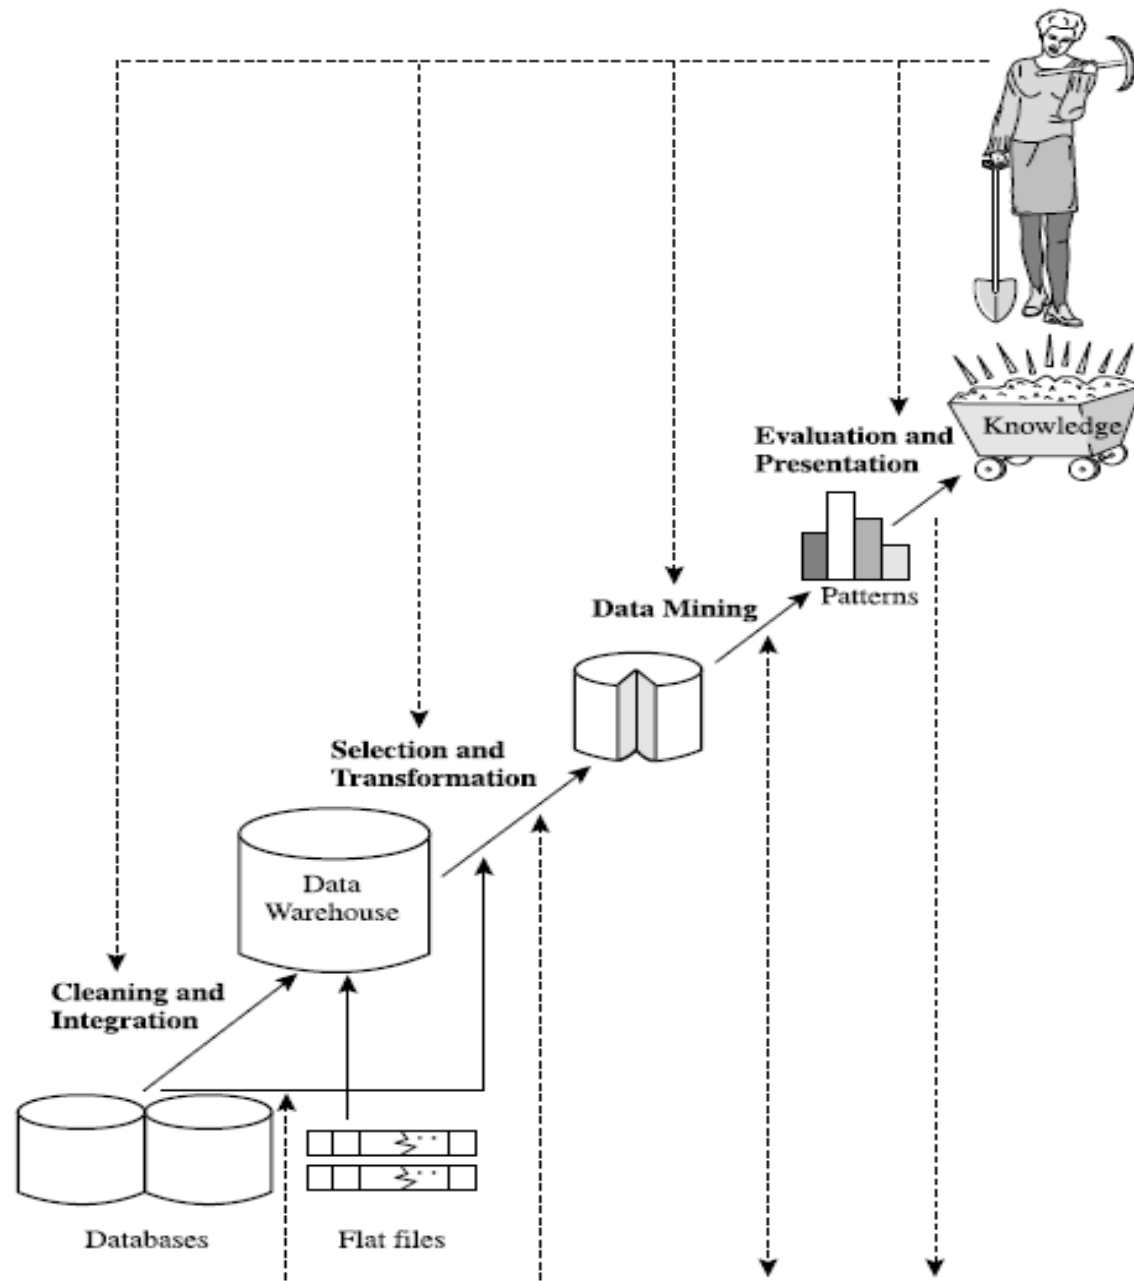 Evaluation and
Presentation
Knowledge
Patterns
Data Mining
Selection and
Transformation
Data
Warehouse
Cleaning and
Integration
Databases
Flat files